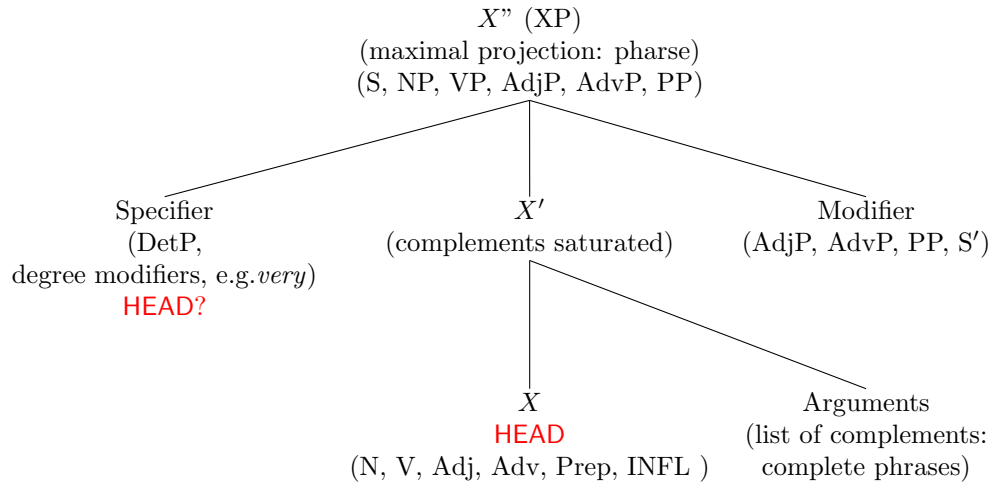 X” (XP)
(maximal projection: pharse)
(S, NP, VP, AdjP, AdvP, PP)
Specifier
(DetP,
degree modifiers, e.g.very)
HEAD?
X′
(complements saturated)
Modifier
(AdjP, AdvP, PP, S′)
X
HEAD
(N, V, Adj, Adv, Prep, INFL )
Arguments
(list of complements:
complete phrases)